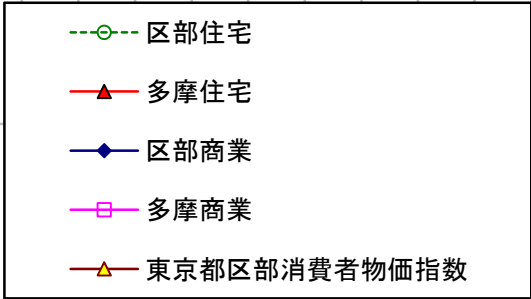 区部住宅
多摩住宅
区部商業
多摩商業
東京都区部消費者物価指数